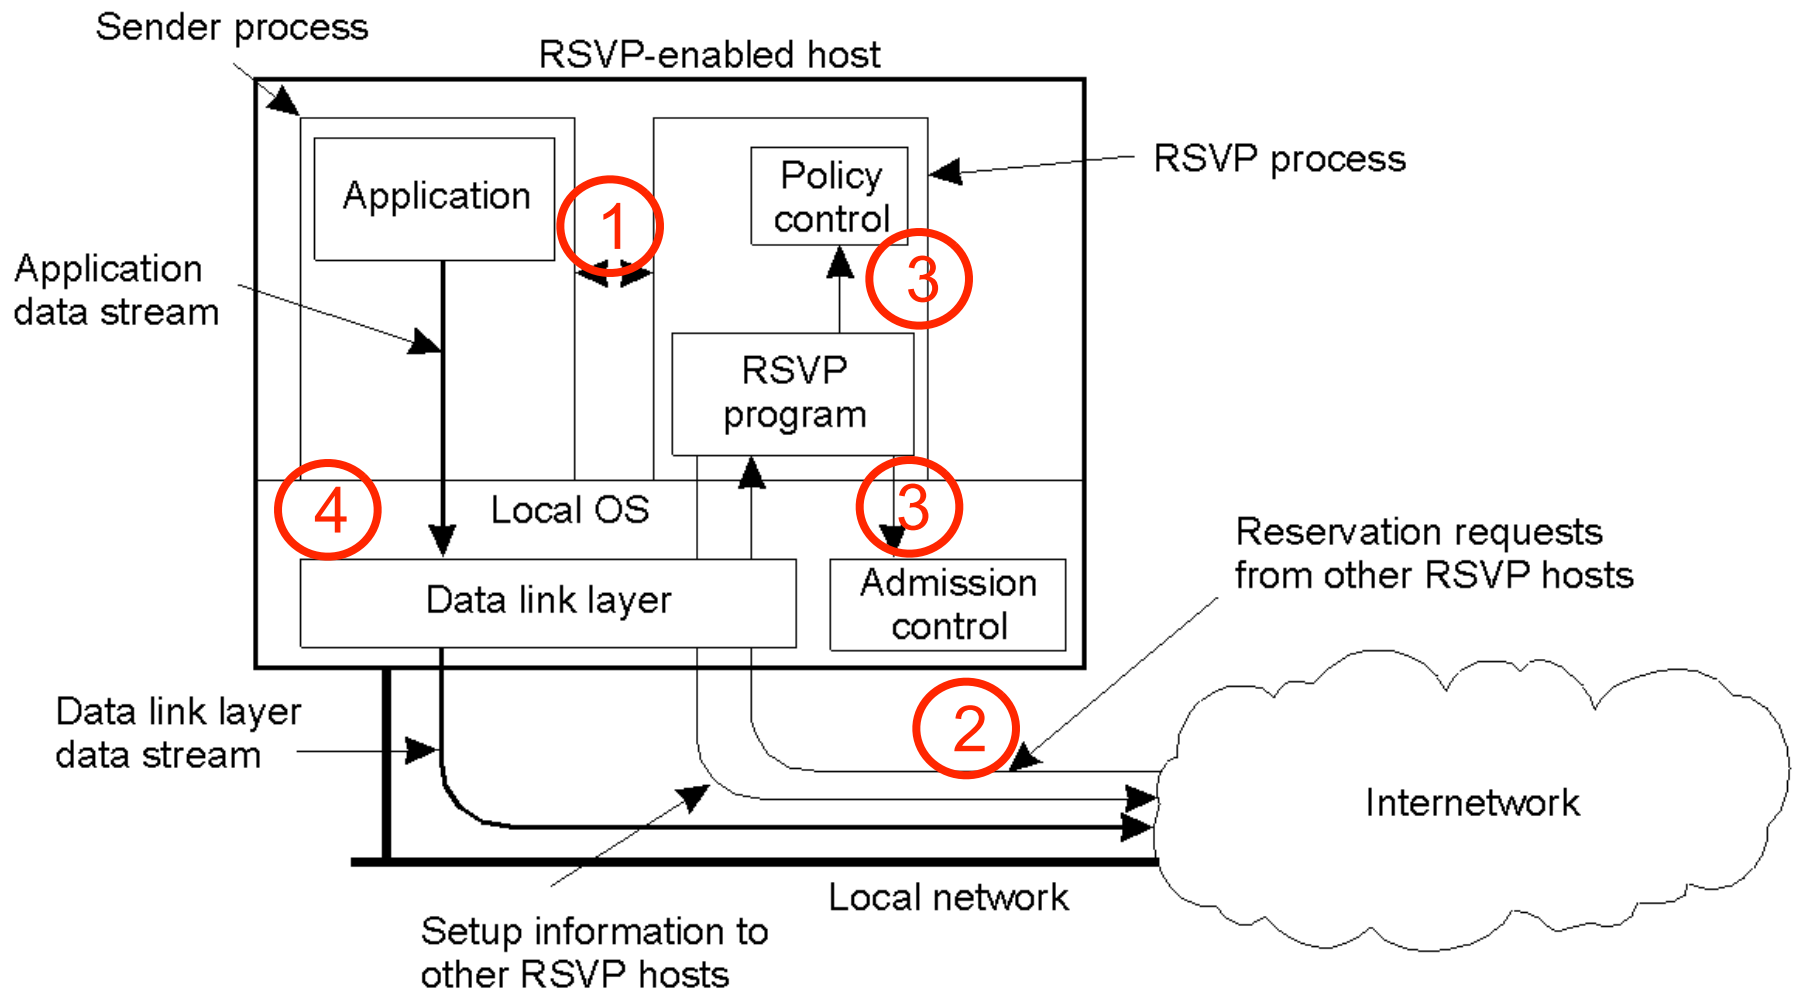 Sender process
RSVP-enabled host
Application
Policy
control
RSVP process
1
3
Application
data stream
RSVP
program
4
Local OS
3
Reservation requests
from other RSVP hosts
Data link layer
Admission
control
Data link layer
data stream
2
Internetwork
Local network
Setup information to
other RSVP hosts